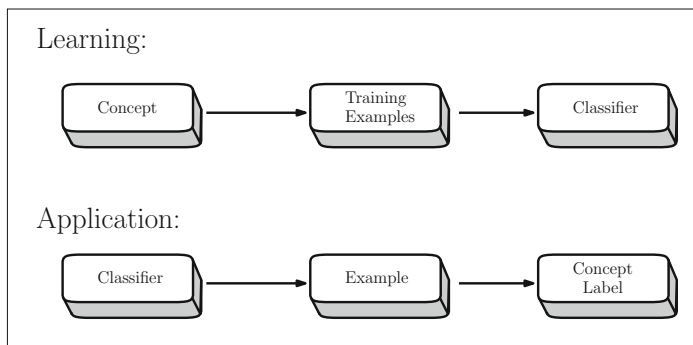 Learning:
Concept
Training
Examples
Classifier
Application:
Classifier
Example
Concept
Label